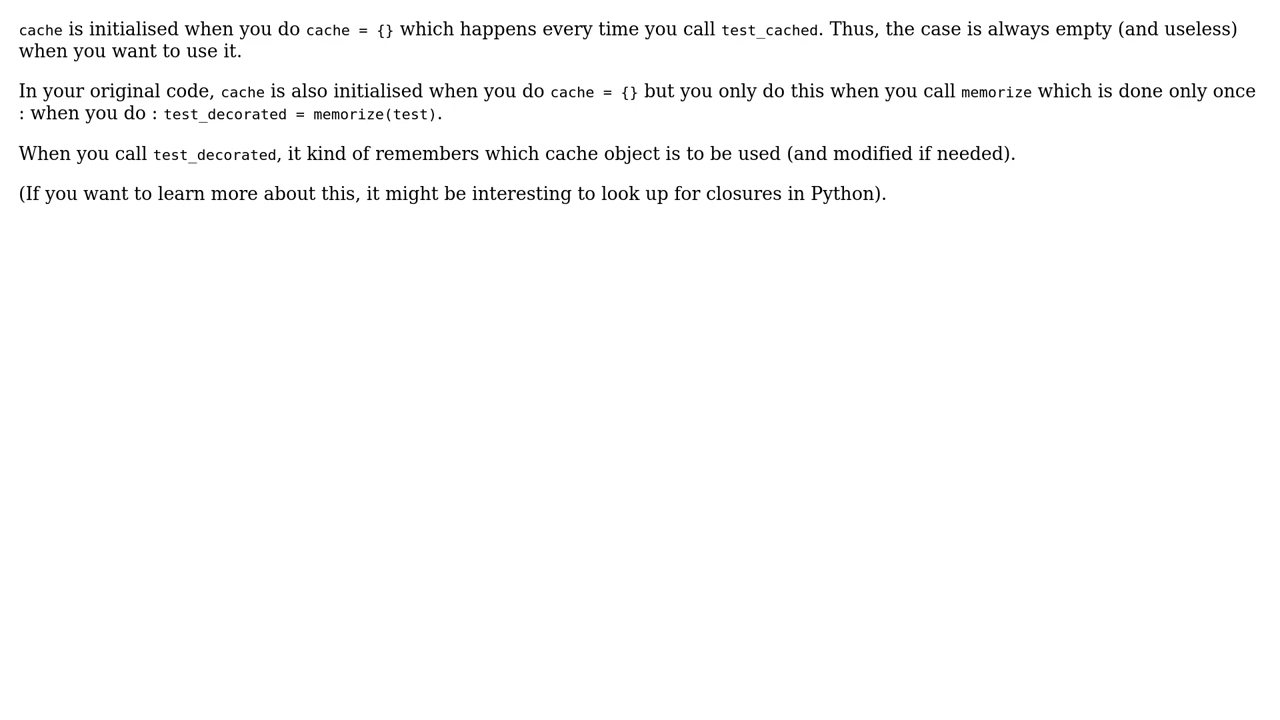 cache is initialised when you do cache = {} which happens every time you call test_cached. Thus, the case is always empty (and useless)
when you want to use it.
In your original code, cache is also initialised when you do cache = {} but you only do this when you call memorize which is done only once
: when you do : test_decorated = memorize(test).
When you call test_decorated, it kind of remembers which cache object is to be used (and modified if needed).
(If you want to learn more about this, it might be interesting to look up for closures in Python).